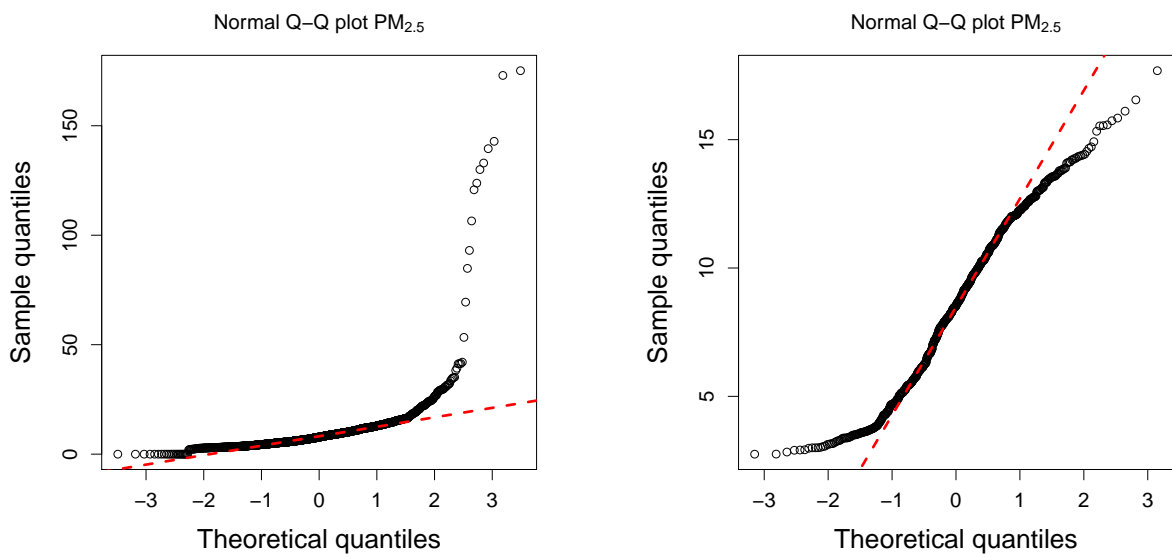 Normal Q−Q plot PM2.5
Sample quantiles
0
50
100
150
−3 −2 −1 0 1 2 3
Theoretical quantiles
Normal Q−Q plot PM2.5
Sample quantiles
5
10
15
−3 −2 −1 0 1 2 3
Theoretical quantiles